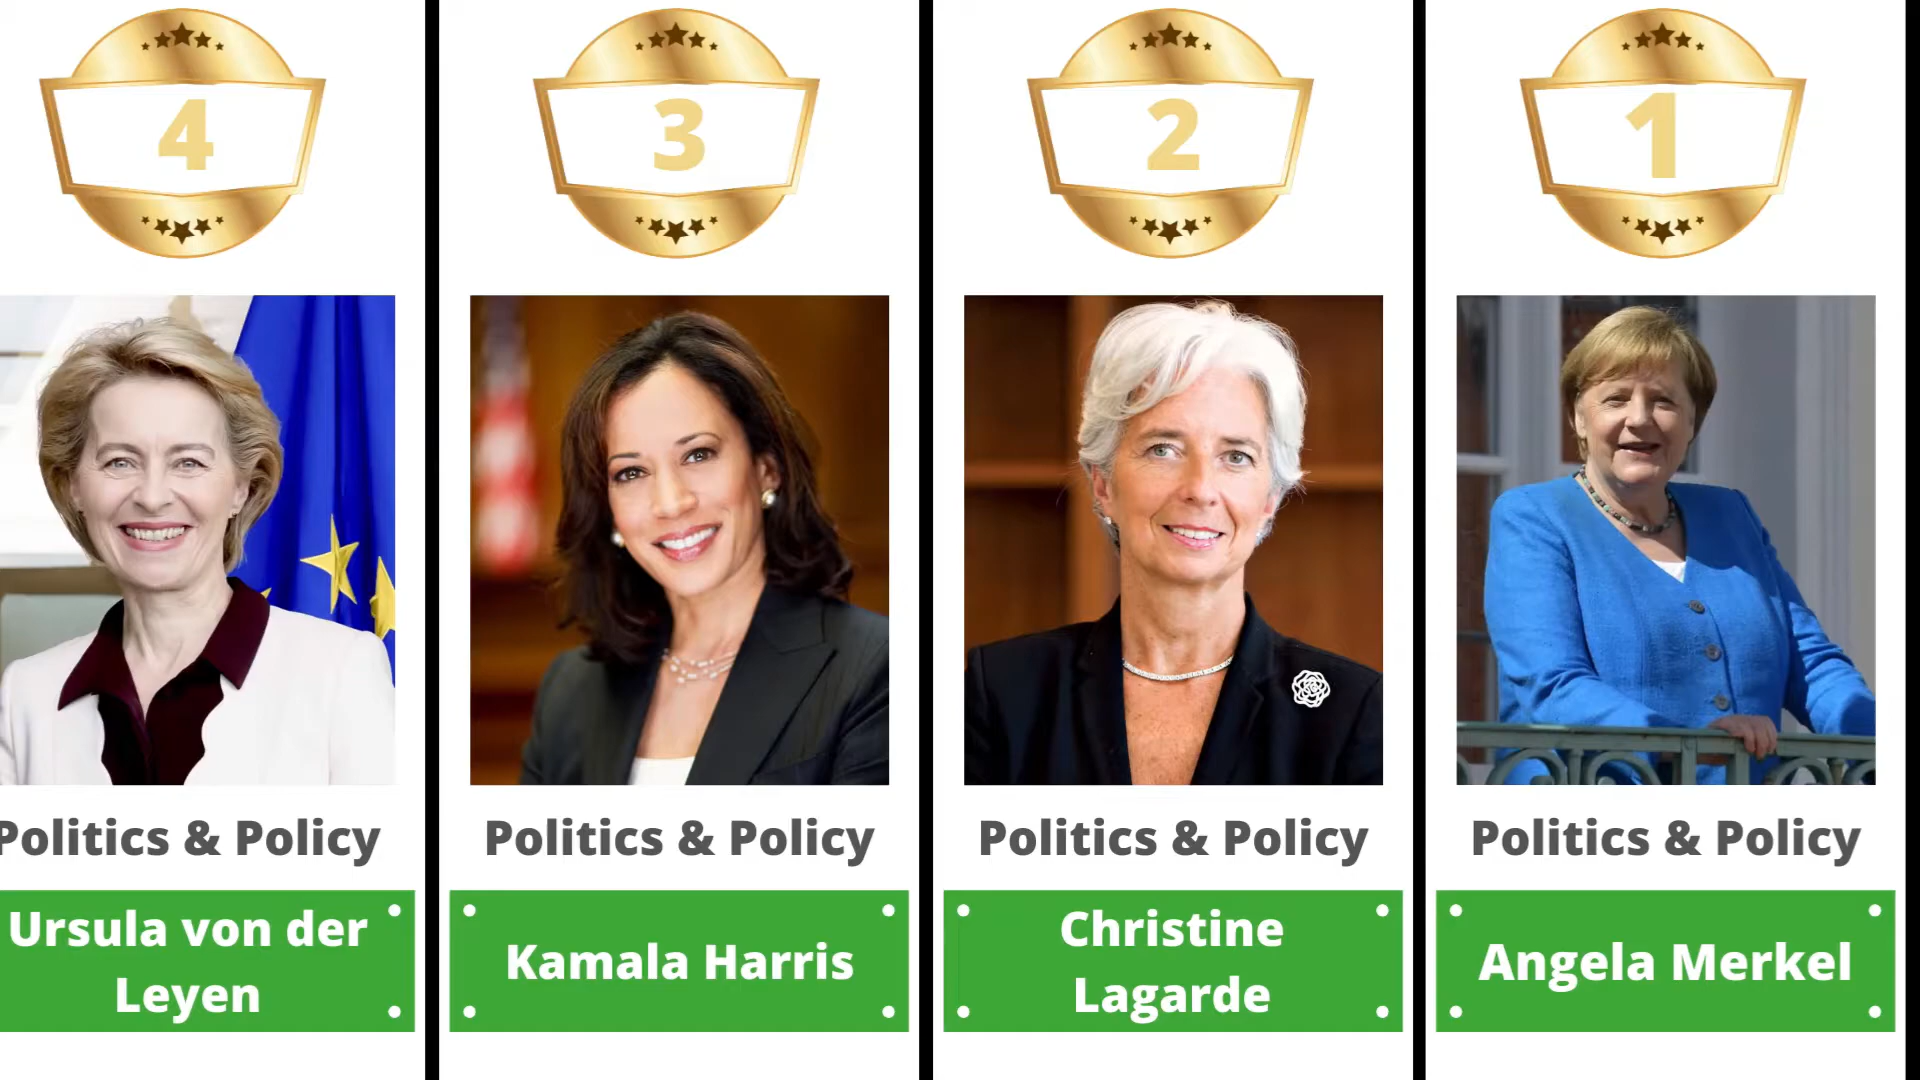 4
3
2
1
Politics & Policy
Politics & Policy
Politics & Policy
Politics & Policy
Ursula von der
Leyen
Kamala Harris
Christine
Lagarde
Angela Merkel